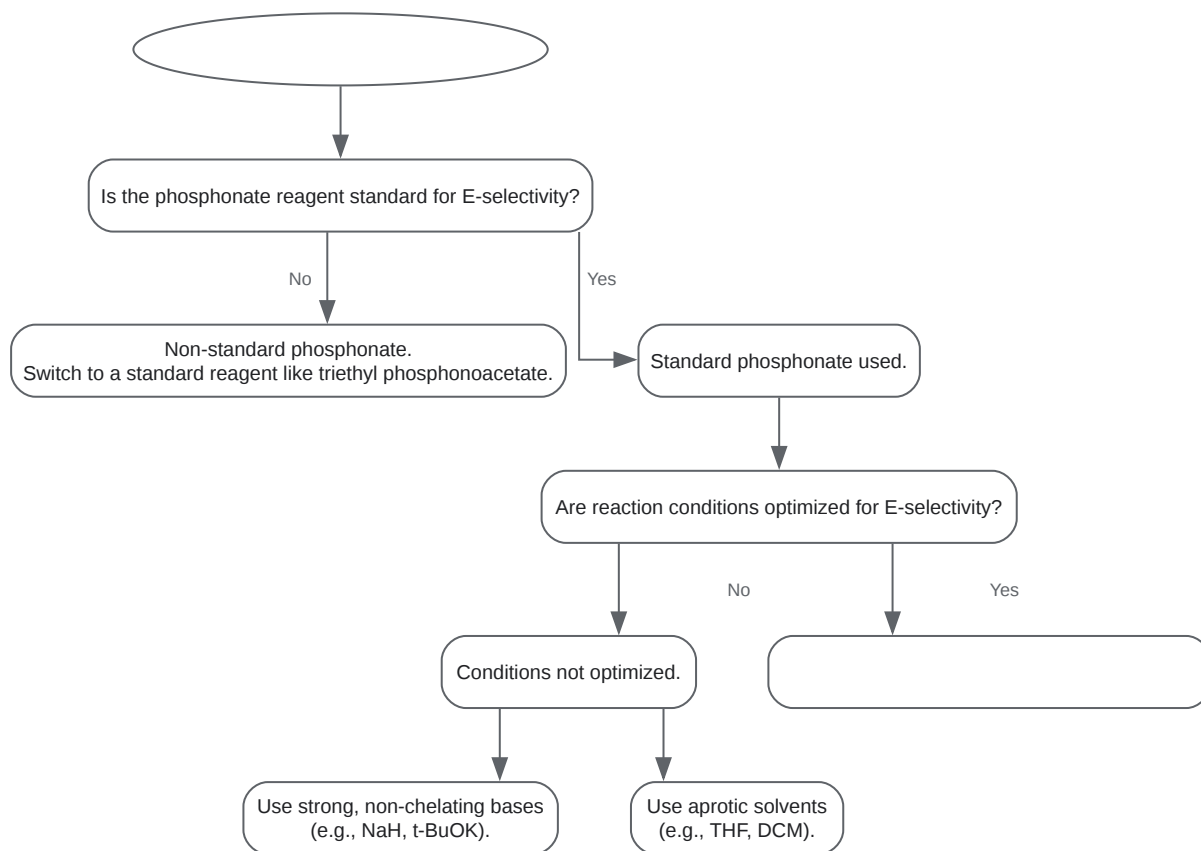 Is the phosphonate reagent standard for E-selectivity?
No
Yes
Non-standard phosphonate.
Switch to a standard reagent like triethyl phosphonoacetate.
Standard phosphonate used.
Are reaction conditions optimized for E-selectivity?
No
Yes
Conditions not optimized.
Use strong, non-chelating bases
(e.g., NaH, t-BuOK).
Use aprotic solvents
(e.g., THF, DCM).